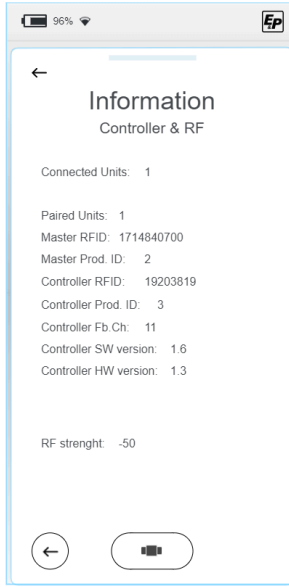 96%
EP
Information
Controller & RF
Connected Units: 1
Paired Units: 1
Master RFID: 1714840700
Master Prod. ID: 2
Controller RFID: 19203819
Controller Prod. ID: 3
Controller Fb.Ch: 11
Controller SW version: 1.6
Controller HW version: 1.3
RF strenght: -50